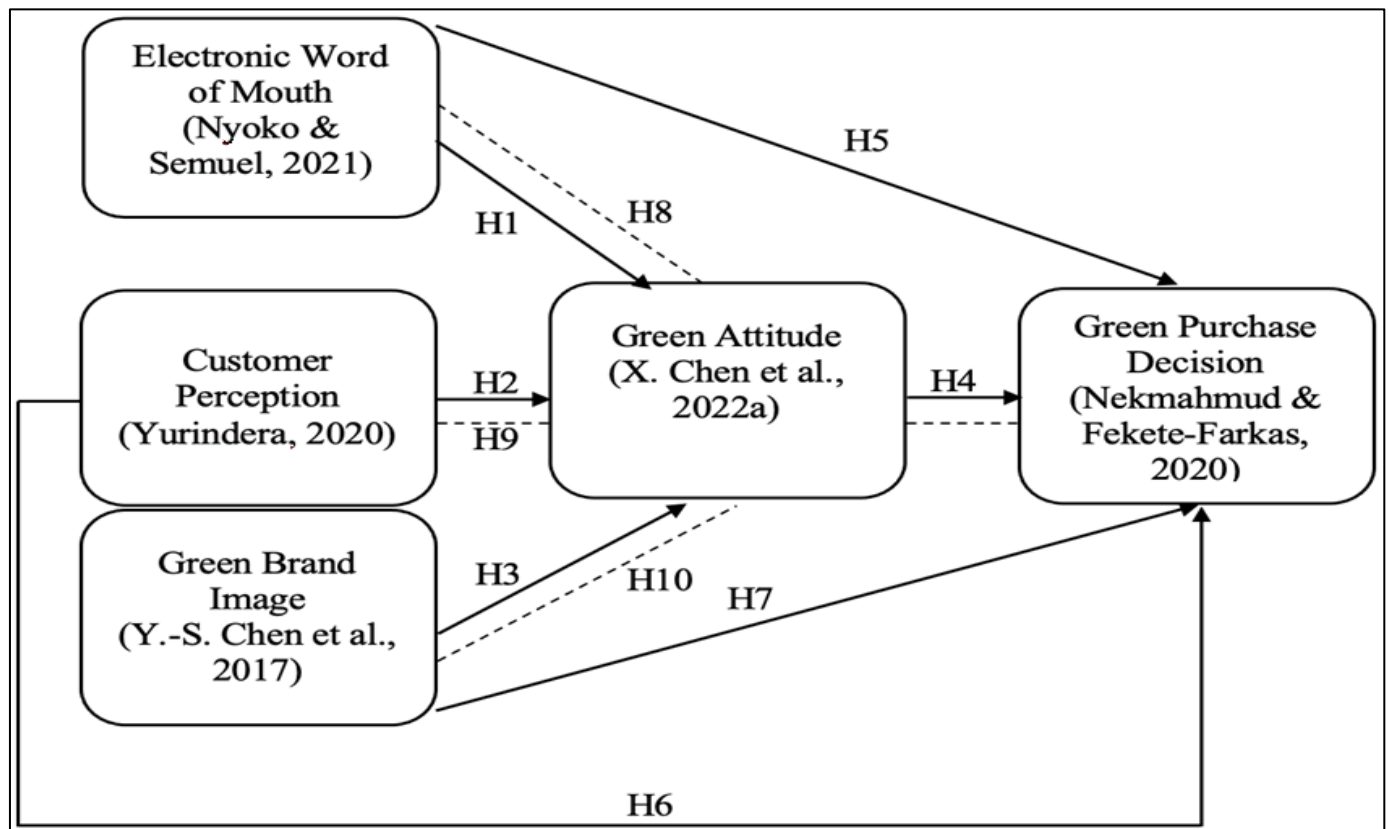 Electronic Word
of Mouth
(Nyoko &
Semuel, 2021)
H5
H8
H1
Customer
Perception
(Yurindera, 2020)
H2
H9
Green Attitude
(X. Chen et al.,
2022a)
H4
Green Purchase
Decision
(Nekmahmud &
Fekete-Farkas,
2020)
Green Brand
Image
(Y.-S. Chen et al.,
2017)
H3
H10
H7
H6